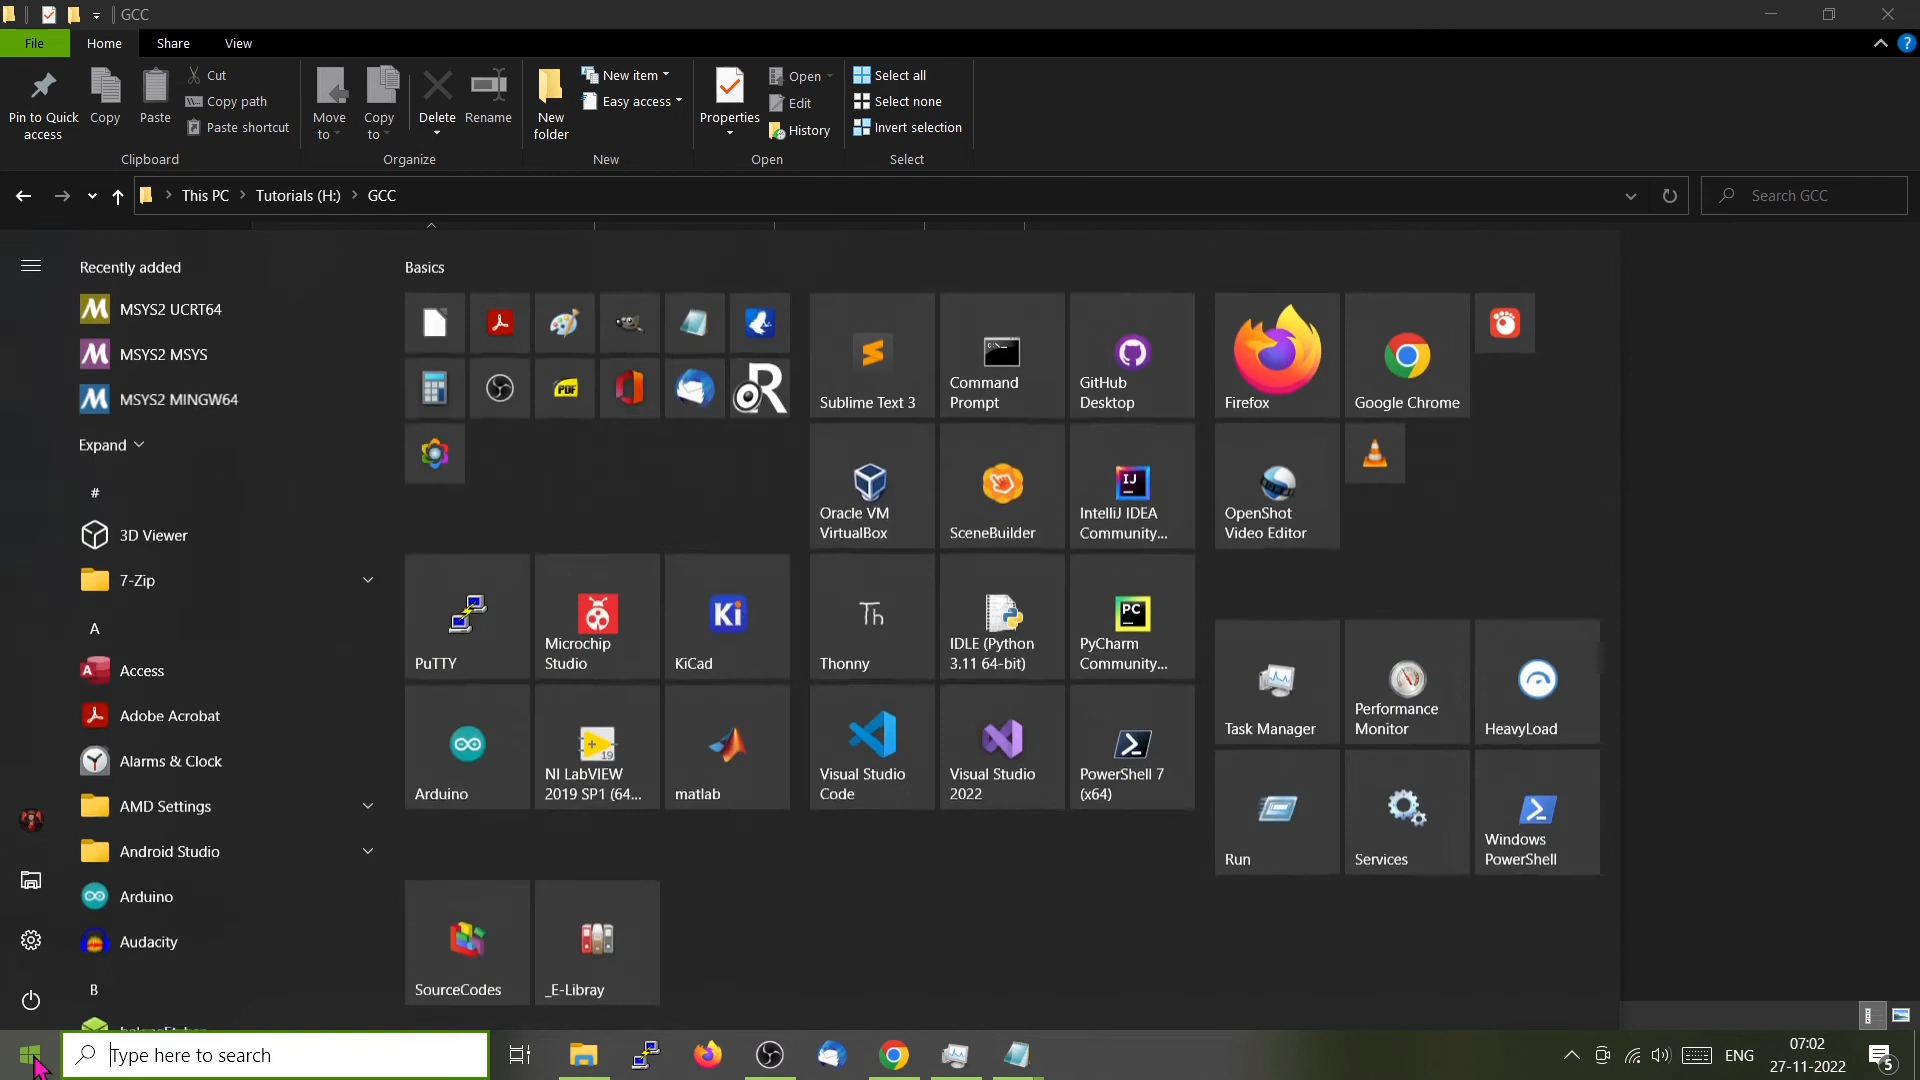 GCC
File Home Share View
Pin to Quick access
Copy
Paste
Cut
Copy path
Paste shortcut
Clipboard
Move to
Copy to
Delete
Rename
Organize
New folder
New item
Easy access
New
Properties
Open
Edit
History
Open
Select all
Select none
Invert selection
Select
This PC Tutorials (H:) GCC
Search GCC
Recently added
MSYS2 UCRT64
MSYS2 MSYS
MSYS2 MINGW64
Expand
#
3D Viewer
7-Zip
A
Access
Adobe Acrobat
Alarms & Clock
AMD Settings
Android Studio
Arduino
Audacity
B
Basics
PDF
R
Sublime Text 3
Command
Prompt
GitHub
Desktop
Oracle VM
VirtualBox
SceneBuilder
IJ
IntelliJ IDEA
Community...
Firefox
Google Chrome
OpenShot
Video Editor
PuTTY
Microchip
Studio
Ki
KiCad
Th
Thonny
IDLE (Python
3.11 64-bit)
PC
PyCharm
Community...
Arduino
19
NI LabVIEW
2019 SP1 (64...
matlab
Visual Studio
Code
Visual Studio
2022
PowerShell 7
(x64)
Task Manager
Performance
Monitor
HeavyLoad
Run
Services
Windows
PowerShell
SourceCodes
_E-Libray
Type here to search
ENG
07:02
27-11-2022
5